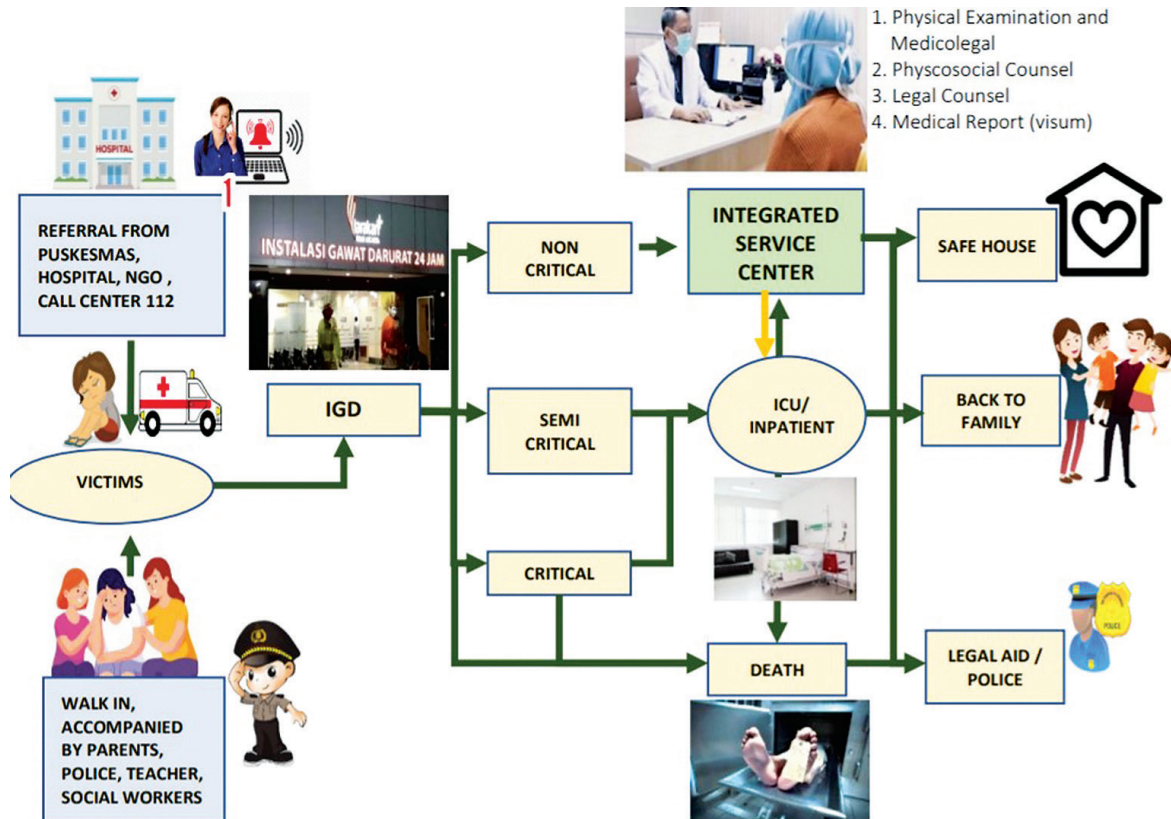 1. Physical Examination and
Medicolegal
2. Physcosocial Counsel
3. Legal Counsel
4. Medical Report (visum)
HOSPITAL
1
REFERRAL FROM
PUSKESMAS,
HOSPITAL, NGO ,
CALL CENTER 112
tarakan
INSTALASI GAWAT DARURAT 24 JAM
NON
CRITICAL
INTEGRATED
SERVICE
CENTER
SAFE HOUSE
IGD
SEMI
CRITICAL
ICU/
INPATIENT
BACK TO
FAMILY
VICTIMS
CRITICAL
DEATH
LEGAL AID /
POLICE
POLICE
WALK IN,
ACCOMPANIED
BY PARENTS,
POLICE, TEACHER,
SOCIAL WORKERS